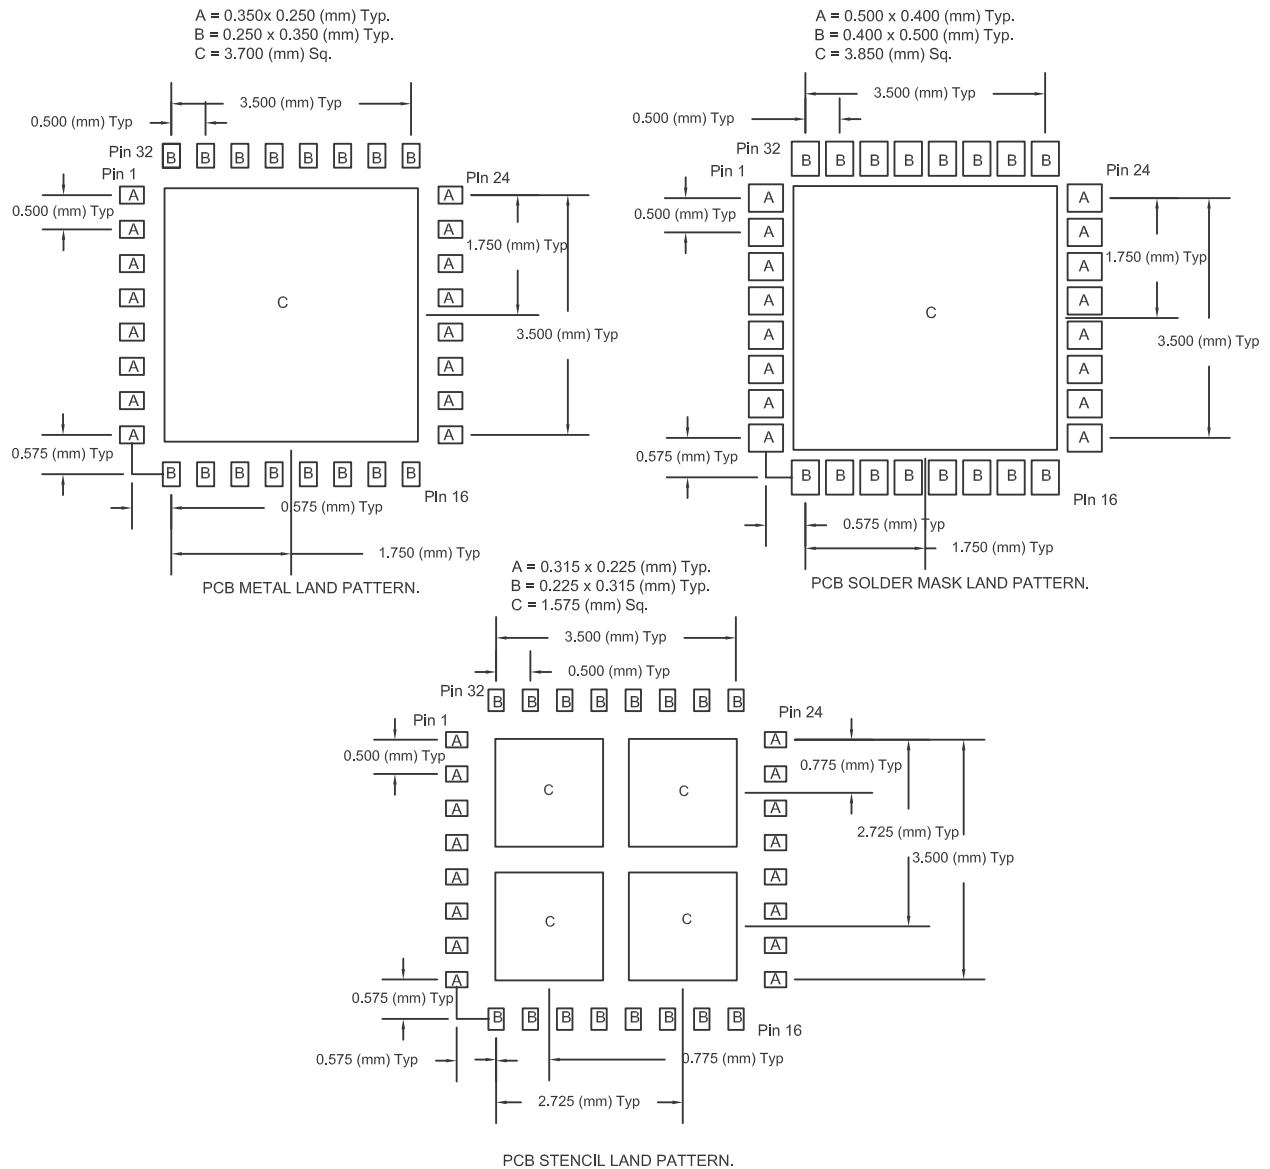 A = 0.350x 0.250 (mm) Typ.
B = 0.250 x 0.350 (mm) Typ.
C = 3.700 (mm) Sq.
3.500 (mm) Typ
0.500 (mm) Typ
Pin 32
B B B B B B B B
Pin 1
PIn 24
A A
0.500 (mm) Typ
A A
1.750 (mm) Typ
A A
A C A
3.500 (mm) Typ
A A
A A
A A
A A
0.575 (mm) Typ
B B B B B B B B
PIn 16
0.575 (mm) Typ
1.750 (mm) Typ
PCB METAL LAND PATTERN.
A = 0.500 x 0.400 (mm) Typ.
B = 0.400 x 0.500 (mm) Typ.
C = 3.850 (mm) Sq.
3.500 (mm) Typ
0.500 (mm) Typ
Pin 32
B B B B B B B B
Pin 1
PIn 24
A A
0.500 (mm) Typ
A A
1.750 (mm) Typ
A A
A C A
A A
3.500 (mm) Typ
A A
A A
A A
0.575 (mm) Typ
B B B B B B B B
PIn 16
0.575 (mm) Typ
1.750 (mm) Typ
PCB SOLDER MASK LAND PATTERN.
A = 0.315 x 0.225 (mm) Typ.
B = 0.225 x 0.315 (mm) Typ.
C = 1.575 (mm) Sq.
3.500 (mm) Typ
0.500 (mm) Typ
Pin 32
B B B B B B B B
Pin 1
Pin 24
A A
0.500 (mm) Typ
0.775 (mm) Typ
A A
C C
A A
2.725 (mm) Typ
A A
3.500 (mm) Typ
A A
A A
C C
A A
A A
0.575 (mm) Typ
B B B B B B B B
Pin 16
0.575 (mm) Typ
0.775 (mm) Typ
2.725 (mm) Typ
PCB STENCIL LAND PATTERN.